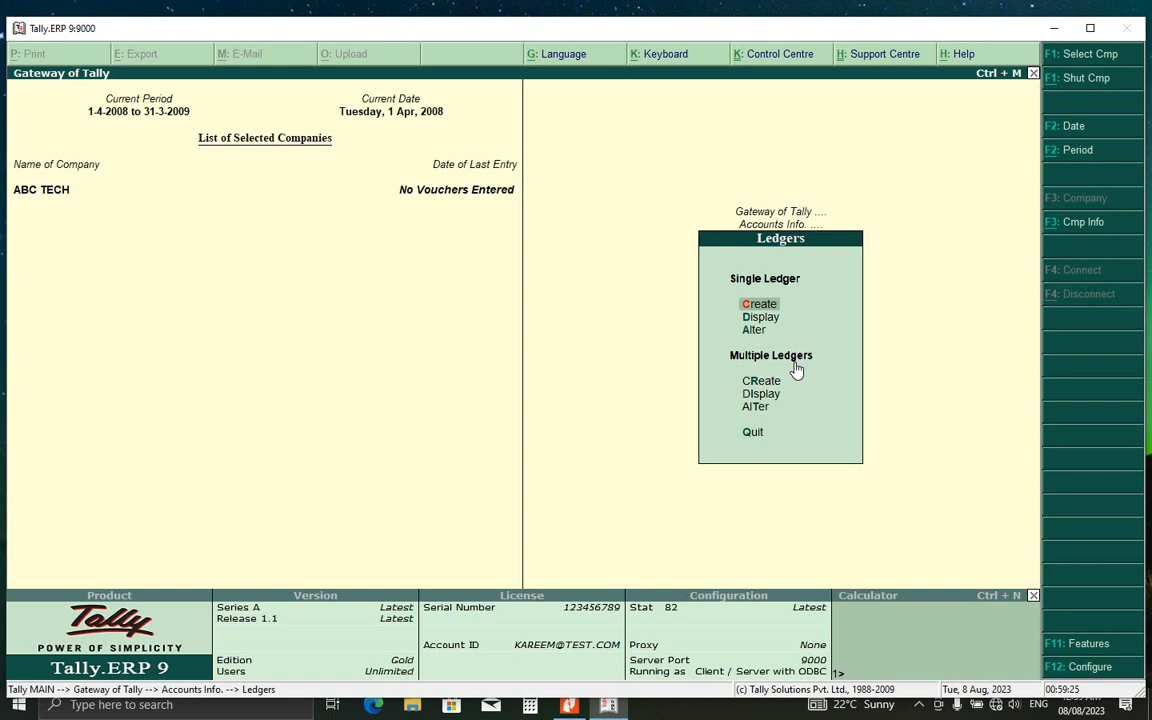 Tally.ERP 9:9000
P: Print
E: Export
M: E-Mail
O: Upload
G: Language
K: Keyboard
K: Control Centre
H: Support Centre
H: Help
Gateway of Tally
Ctrl + M
Current Period
1-4-2008 to 31-3-2009
Current Date
Tuesday, 1 Apr, 2008
List of Selected Companies
Name of Company
Date of Last Entry
ABC TECH
No Vouchers Entered
Gateway of Tally ....
Accounts Info. ....
Ledgers
Single Ledger
Create
Display
Alter
Multiple Ledgers
CReate
DIsplay
AlTer
Quit
F1: Select Cmp
F1: Shut Cmp
F2: Date
F2: Period
F3: Company
F3: Cmp Info
F4: Connect
F4: Disconnect
F11: Features
F12: Configure
Product
Tally
POWER OF SIMPLICITY
Tally.ERP 9
Version
Series A Latest
Release 1.1 Latest
Edition Gold
Users Unlimited
License
Serial Number 123456789
Account ID KAREEM@TEST.COM
Configuration
Stat 82 Latest
Proxy None
Server Port 9000
Running as Client / Server with ODBC
Calculator
Ctrl + N
1>
Tally MAIN --> Gateway of Tally --> Accounts Info. --> Ledgers
(c) Tally Solutions Pvt. Ltd., 1988-2009
Tue, 8 Aug, 2023
00:59:25
Type here to search
22°C Sunny
ENG
08/08/2023